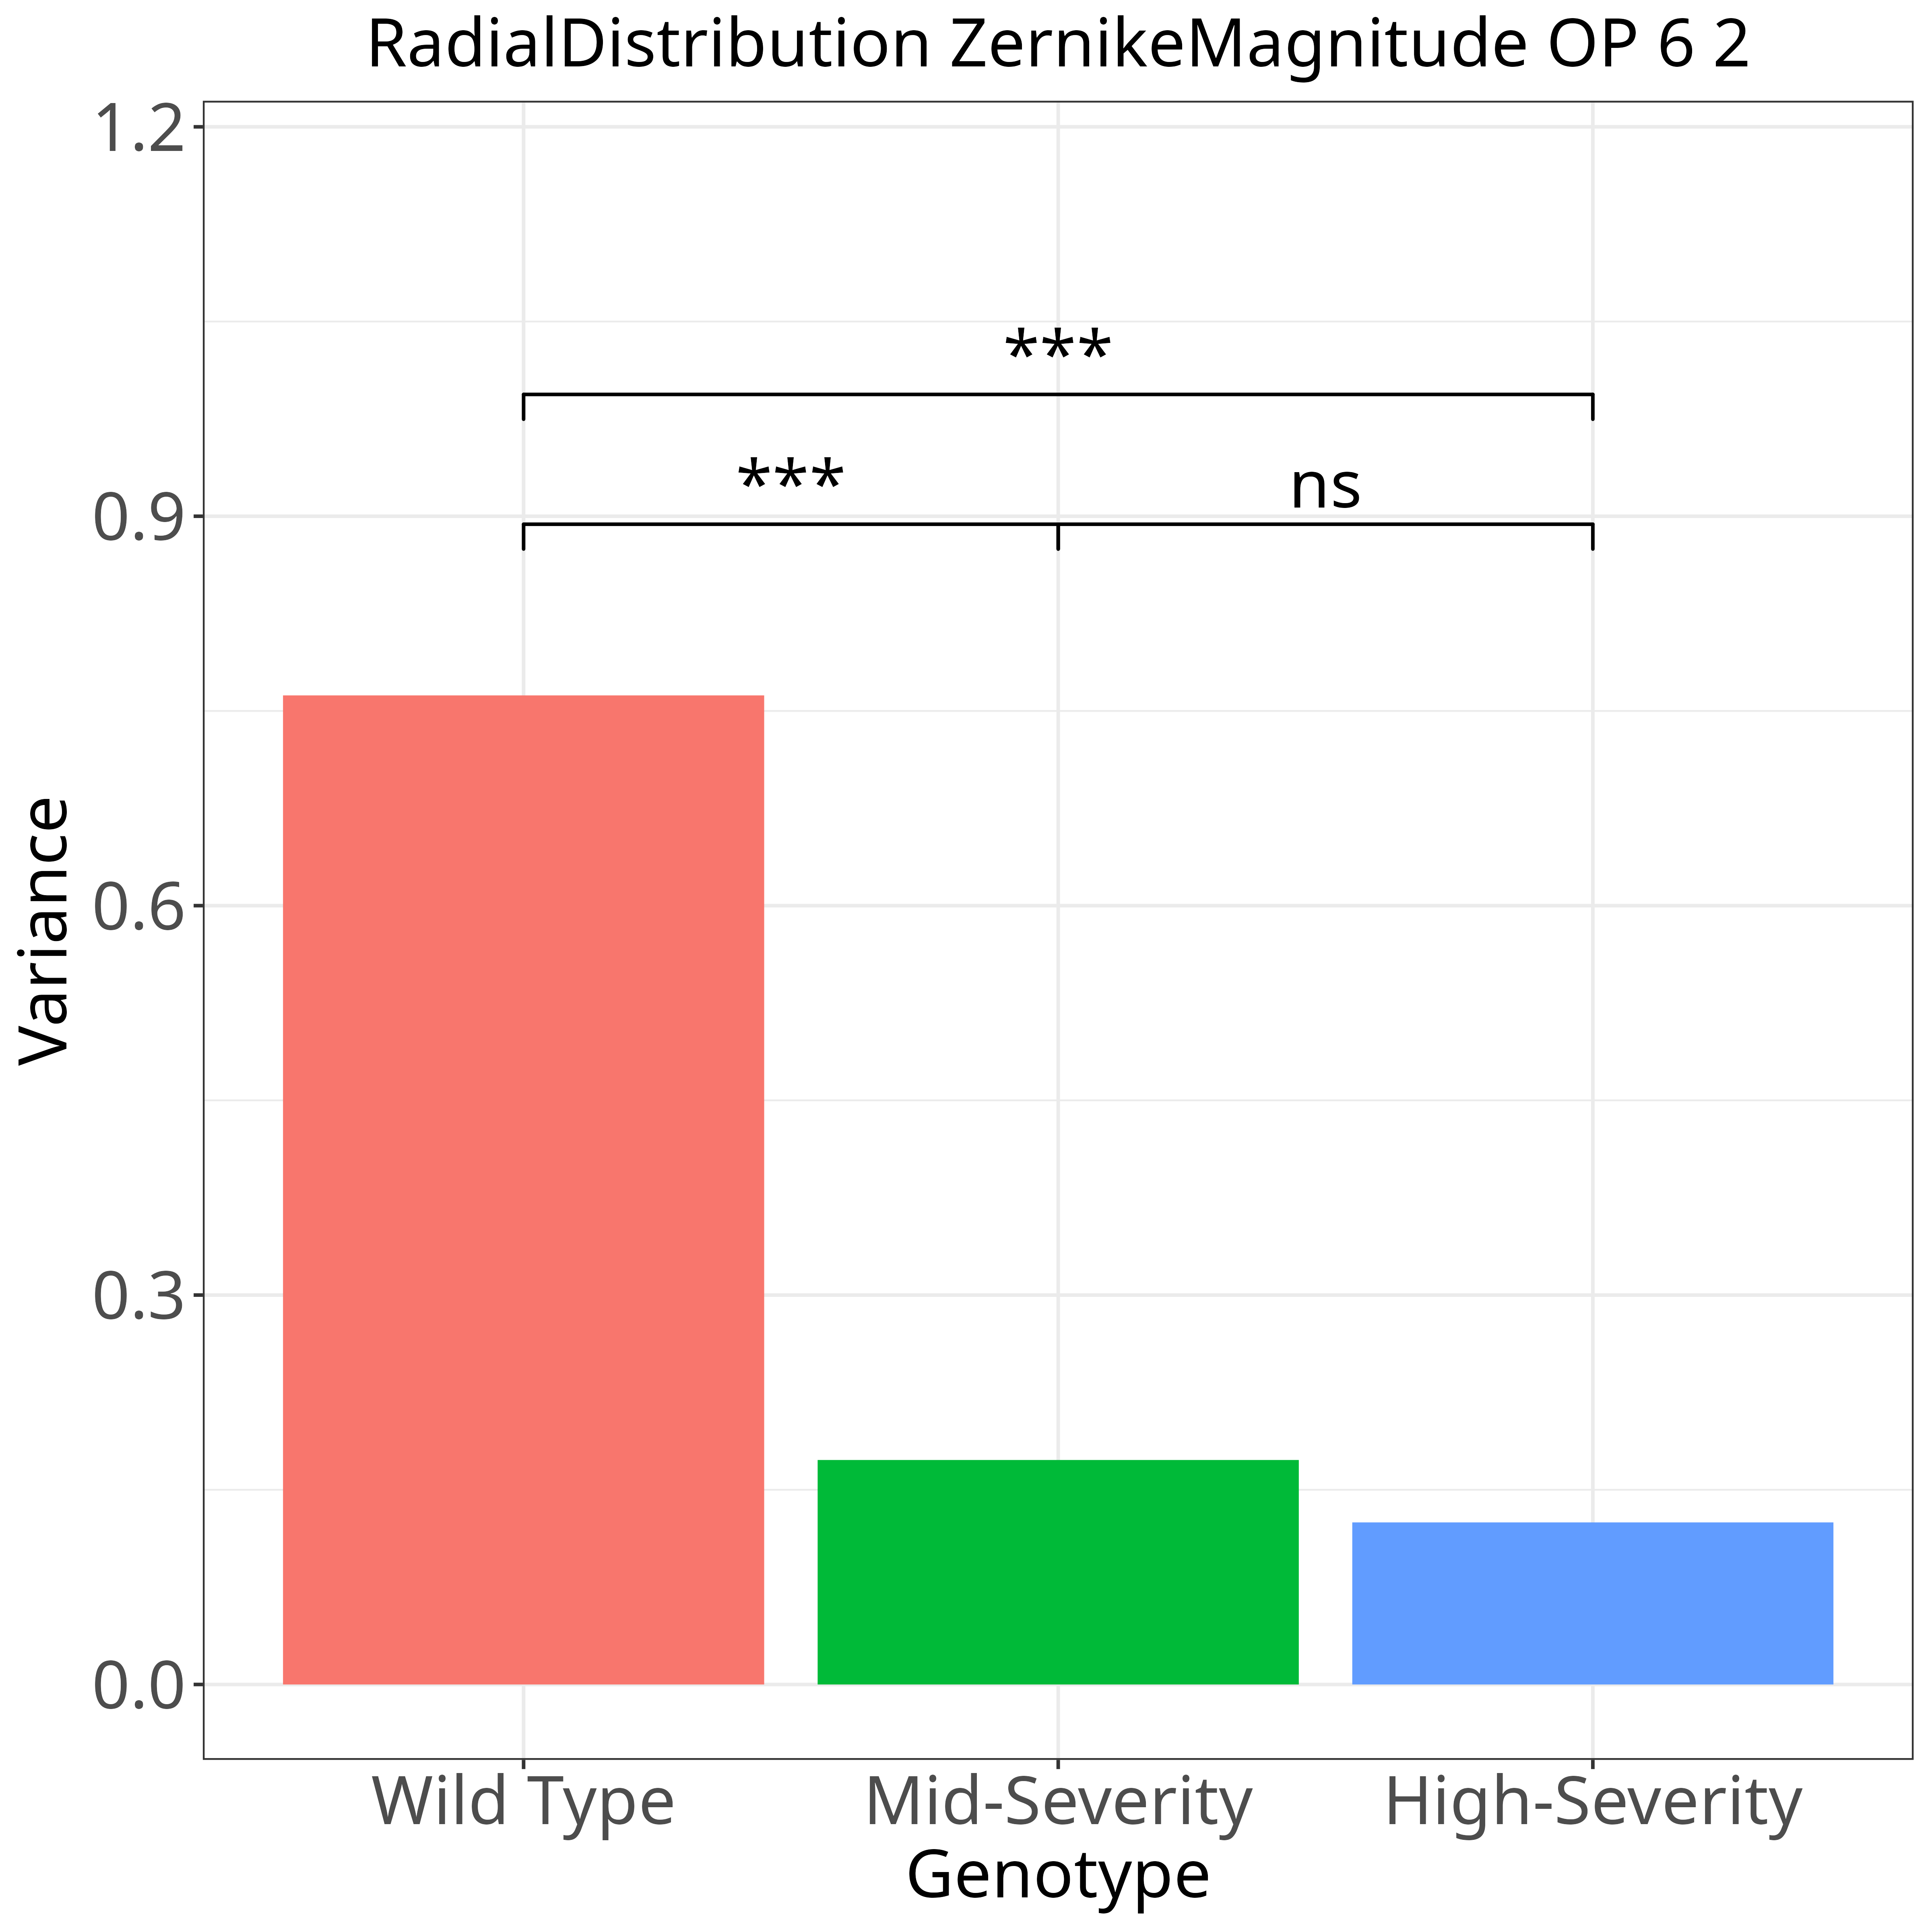 RadialDistribution ZernikeMagnitude OP 6 2
1.2
***
***
ns
0.9
0.6
0.3
0.0
Variance
Wild Type Mid-Severity High-Severity
Genotype